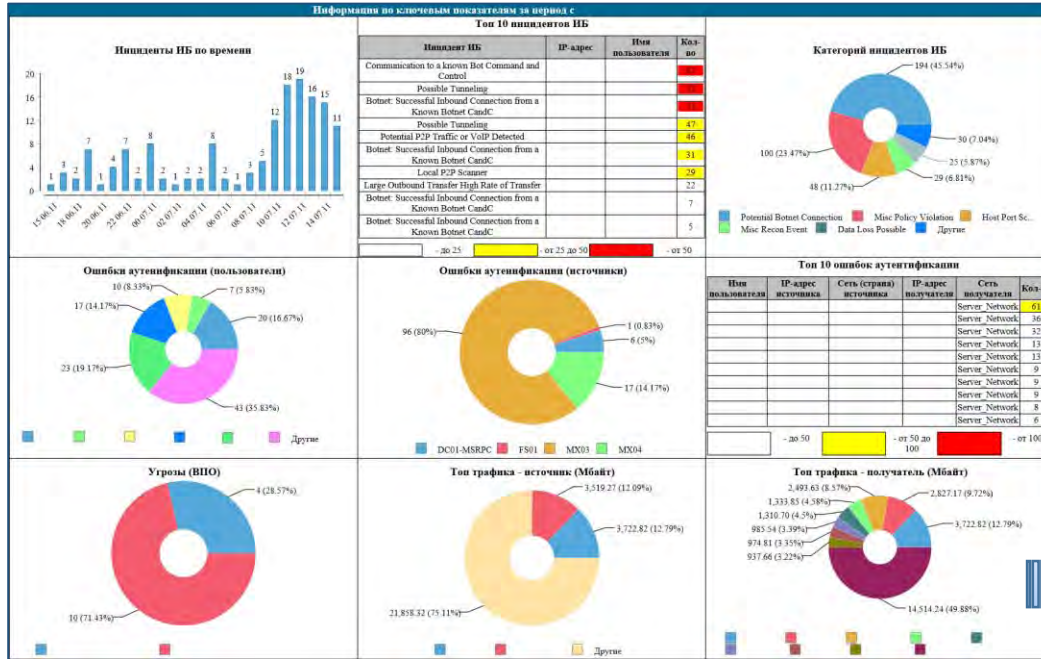 Информация по ключевым показателям за период с
Инциденты ИБ по времени
20
16
12
8
4
0
1
3
2
7
1
4
7
2
8
2
1
2
2
8
2
1
3
5
12
18
19
16
15
11
15 06.11
18 06.11
20 06.11
22 06.11
00 07.11
02 07.11
04 07.11
06 07.11
08 07.11
10 07.11
12 07.11
14 07.11
Топ 10 инцидентов ИБ
Инцидент ИБ
IP-адрес
Имя
пользователя
Кол-
во
Communication to a known Bot Command and
Control
Possible Tunneling
Botnet: Successful Inbound Connection from a
Known Botnet CandC
Possible Tunneling
47
Potential P2P Traffic or VoIP Detected
46
Botnet: Successful Inbound Connection from a
Known Botnet CandC
31
Local P2P Scanner
29
Large Outbound Transfer High Rate of Transfer
22
Botnet: Successful Inbound Connection from a
Known Botnet CandC
7
Botnet: Successful Inbound Connection from a
Known Botnet CandC
5
- до 25
- от 25 до 50
- от 50
Категорий инцидентов ИБ
194 (45.54%)
30 (7.04%)
25 (5.87%)
29 (6.81%)
48 (11.27%)
100 (23.47%)
Potential Botnet Connection
Misc Policy Violation
Host Port Sc...
Misc Recon Event
Data Loss Possible
Другие
Ошибки аутенификации (пользователи)
10 (8.33%)
7 (5.83%)
17 (14.17%)
20 (16.67%)
23 (19.17%)
43 (35.83%)
Другие
Ошибки аутенификации (источники)
96 (80%)
1 (0.83%)
6 (5%)
17 (14.17%)
DC01-MSRPC
FS01
MX03
MX04
Топ 10 ошибок аутентификации
Имя
пользователя
IP-адрес
источника
Сеть (страна)
источника
IP-адрес
получателя
Сеть
получателя
Кол-
Server_Network 61
Server_Network 36
Server_Network 32
Server_Network 13
Server_Network 13
Server_Network 9
Server_Network 9
Server_Network 9
Server_Network 8
Server_Network 6
- до 50
- от 50 до
100
- от 100
Угрозы (ВПО)
4 (28.57%)
10 (71.43%)
Топ трафика - источник (Мбайт)
3,519.27 (12.09%)
3,722.82 (12.79%)
21,858.32 (75.11%)
Другие
Топ трафика - получатель (Мбайт)
2,493.63 (8.57%)
1,333.85 (4.58%)
1,310.70 (4.5%)
985.54 (3.39%)
974.81 (3.35%)
937.66 (3.22%)
2,827.17 (9.72%)
3,722.82 (12.79%)
14,514.24 (49.88%)